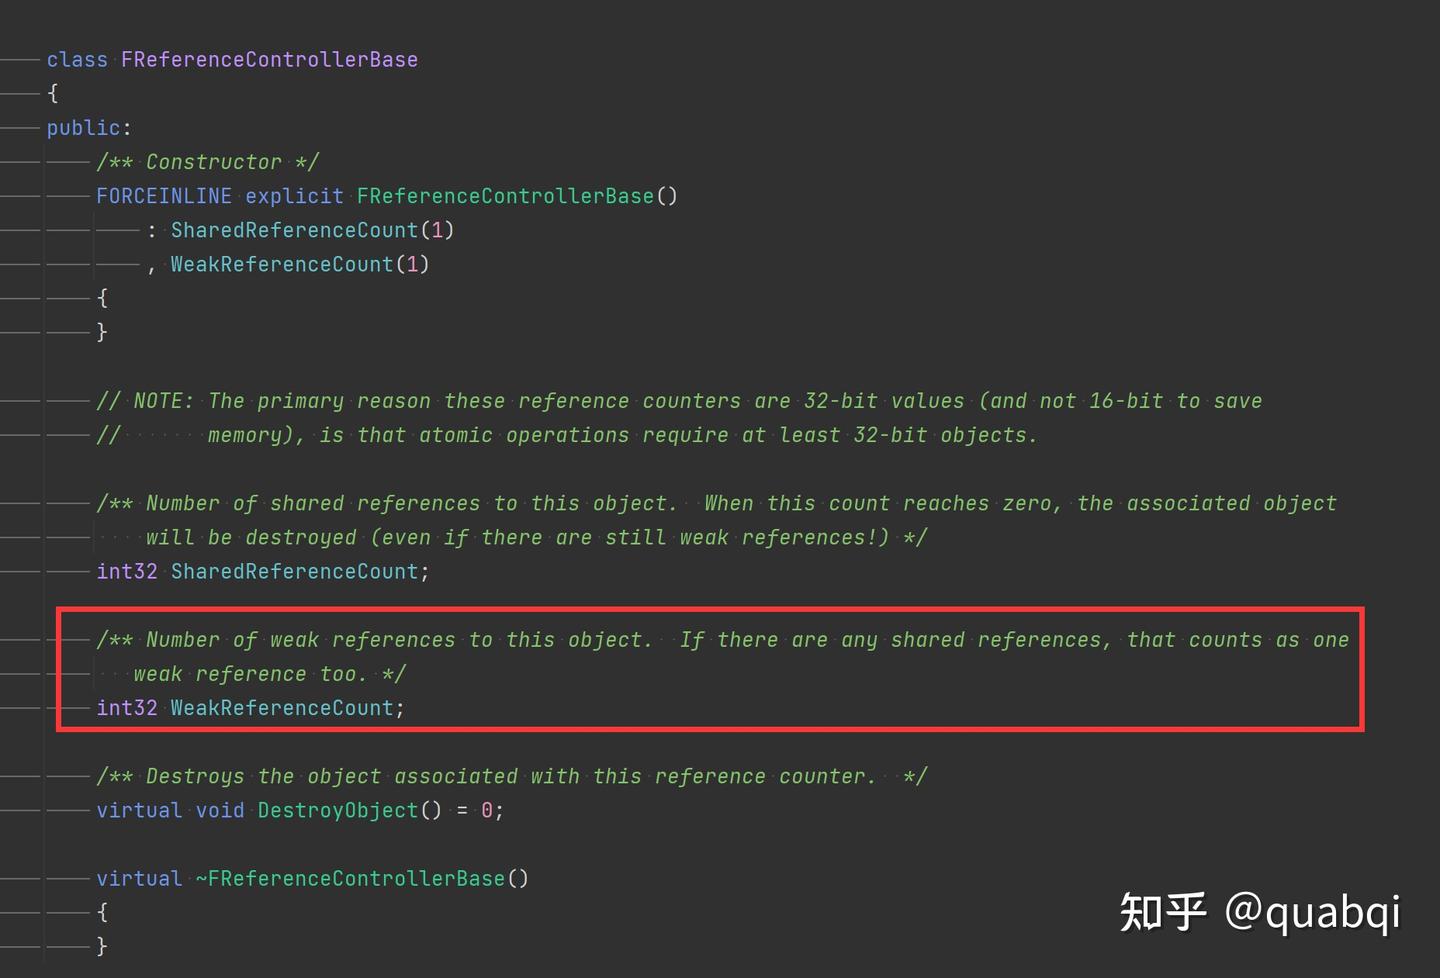 class FReferenceControllerBase
{
public:
/** Constructor */
FORCEINLINE explicit FReferenceControllerBase()
: SharedReferenceCount(1)
, WeakReferenceCount(1)
{
}
// NOTE: The primary reason these reference counters are 32-bit values (and not 16-bit to save
//       memory), is that atomic operations require at least 32-bit objects.
/** Number of shared references to this object.  When this count reaches zero, the associated object
will be destroyed (even if there are still weak references!) */
int32 SharedReferenceCount;
/** Number of weak references to this object.  If there are any shared references, that counts as one
weak reference too. */
int32 WeakReferenceCount;
/** Destroys the object associated with this reference counter.  */
virtual void DestroyObject() = 0;
virtual ~FReferenceControllerBase()
{
}
知乎 @quabqi